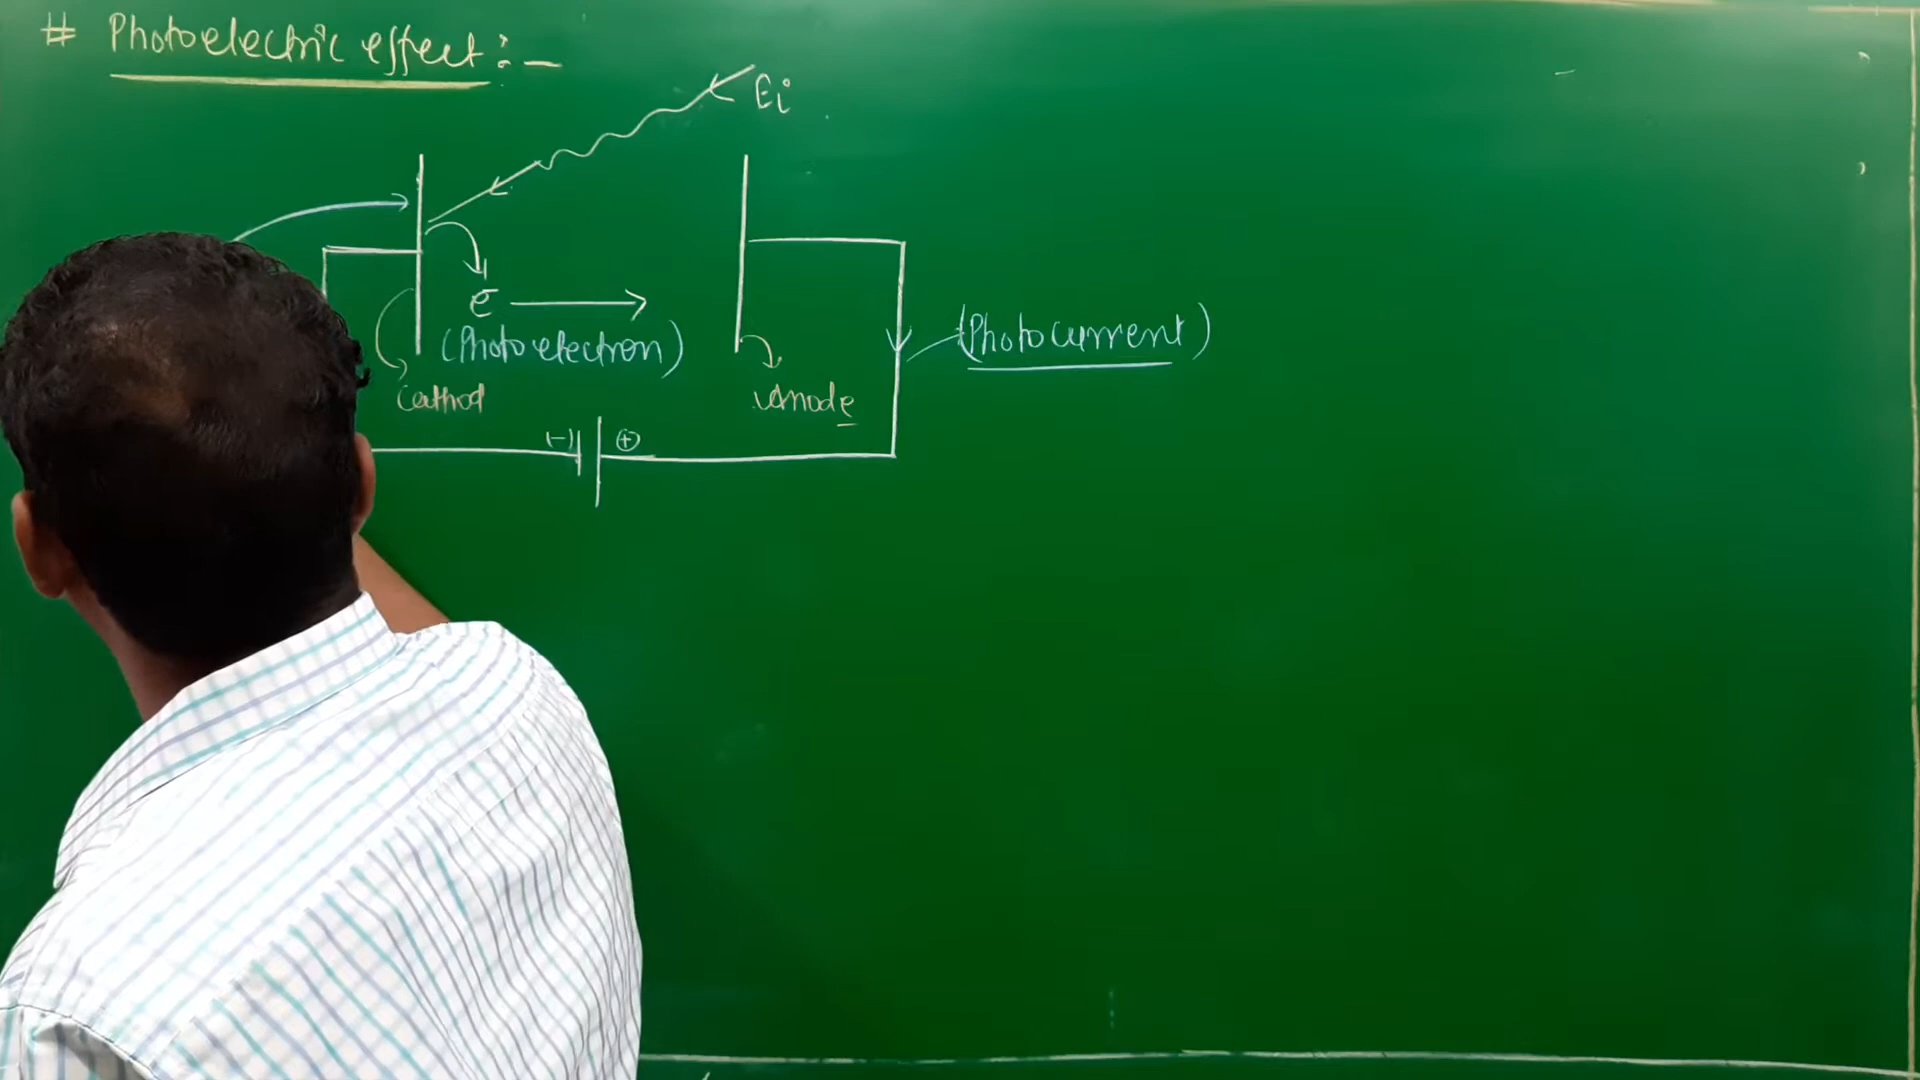 # Photoelectric effect :-
Ei
e
(Photoelectron)
(Photocurrent)
Cathod
Anode
(-) (+)